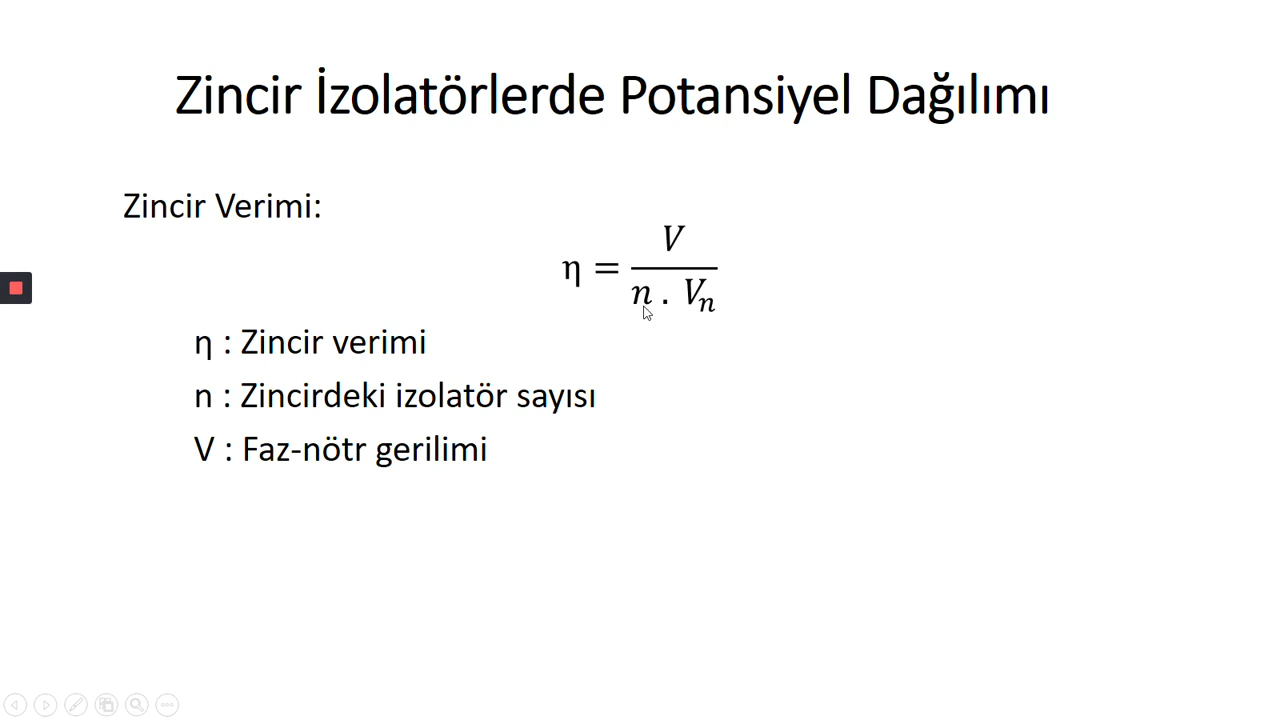 Zincir İzolatörlerde Potansiyel Dağılımı
Zincir Verimi:
η = V / n . Vn
η : Zincir verimi
n : Zincirdeki izolatör sayısı
V : Faz-nötr gerilimi